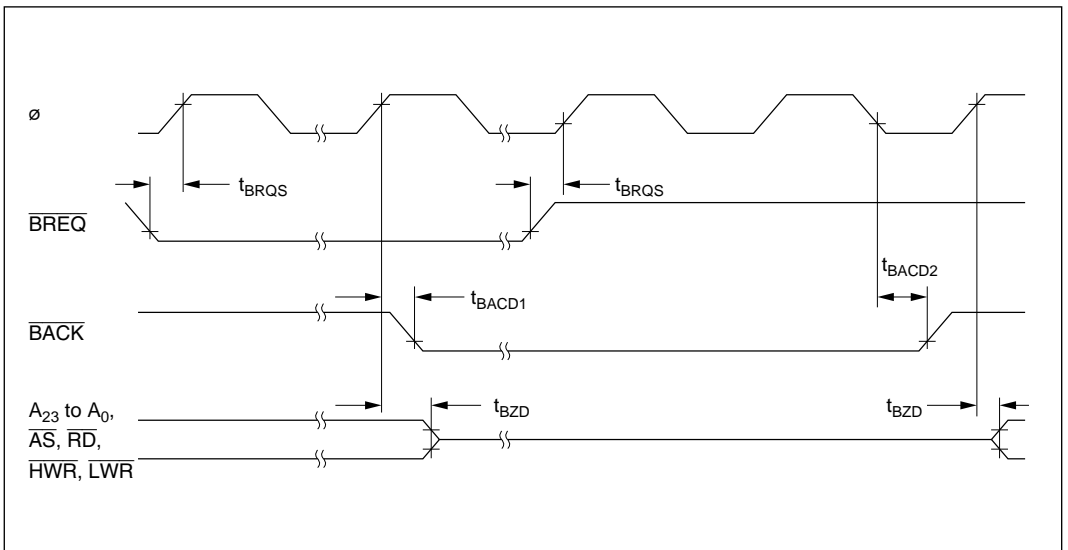 ø
tBRQS
tBRQS
BREQ
tBACD2
tBACD1
BACK
A23 to A0,
AS, RD,
HWR, LWR
tBZD
tBZD